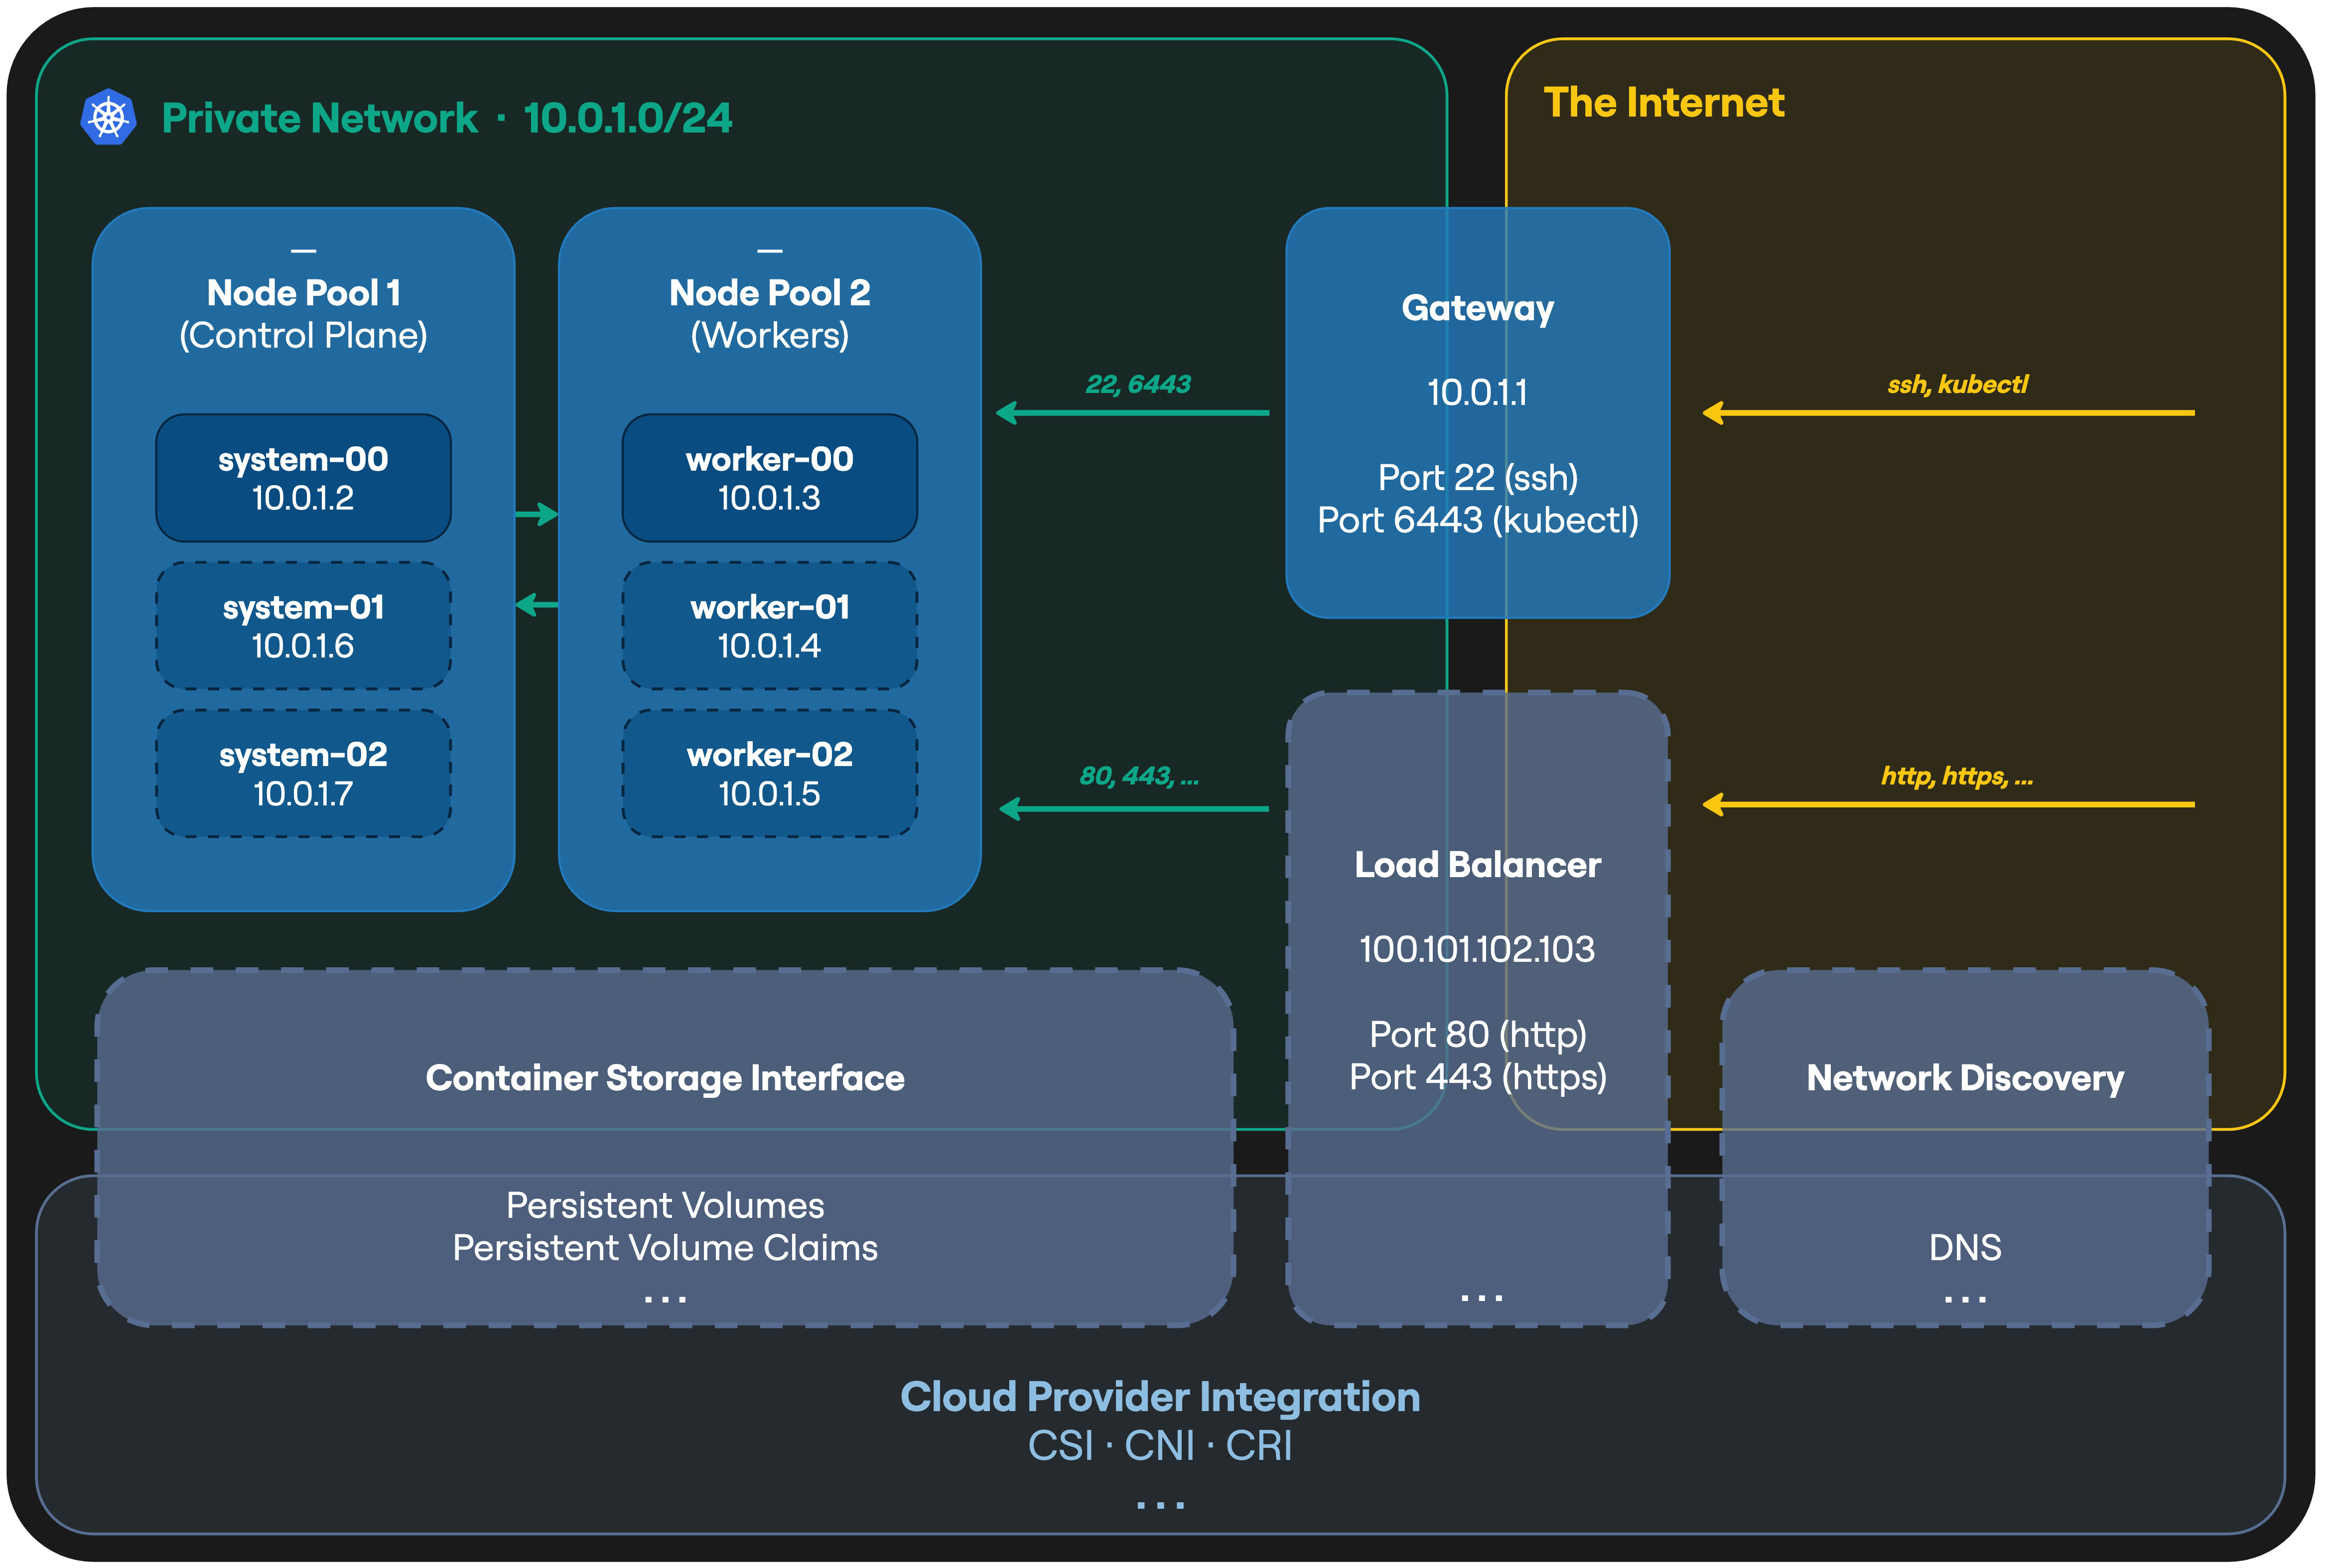 Private Network · 10.0.1.0/24
The Internet
—
Node Pool 1
(Control Plane)
system-00
10.0.1.2
system-01
10.0.1.6
system-02
10.0.1.7
—
Node Pool 2
(Workers)
worker-00
10.0.1.3
worker-01
10.0.1.4
worker-02
10.0.1.5
22, 6443
Gateway
10.0.1.1
Port 22 (ssh)
Port 6443 (kubectl)
ssh, kubectl
80, 443, ...
Load Balancer
100.101.102.103
Port 80 (http)
Port 443 (https)
...
http, https, ...
Container Storage Interface
Persistent Volumes
Persistent Volume Claims
...
Network Discovery
DNS
...
Cloud Provider Integration
CSI · CNI · CRI
...